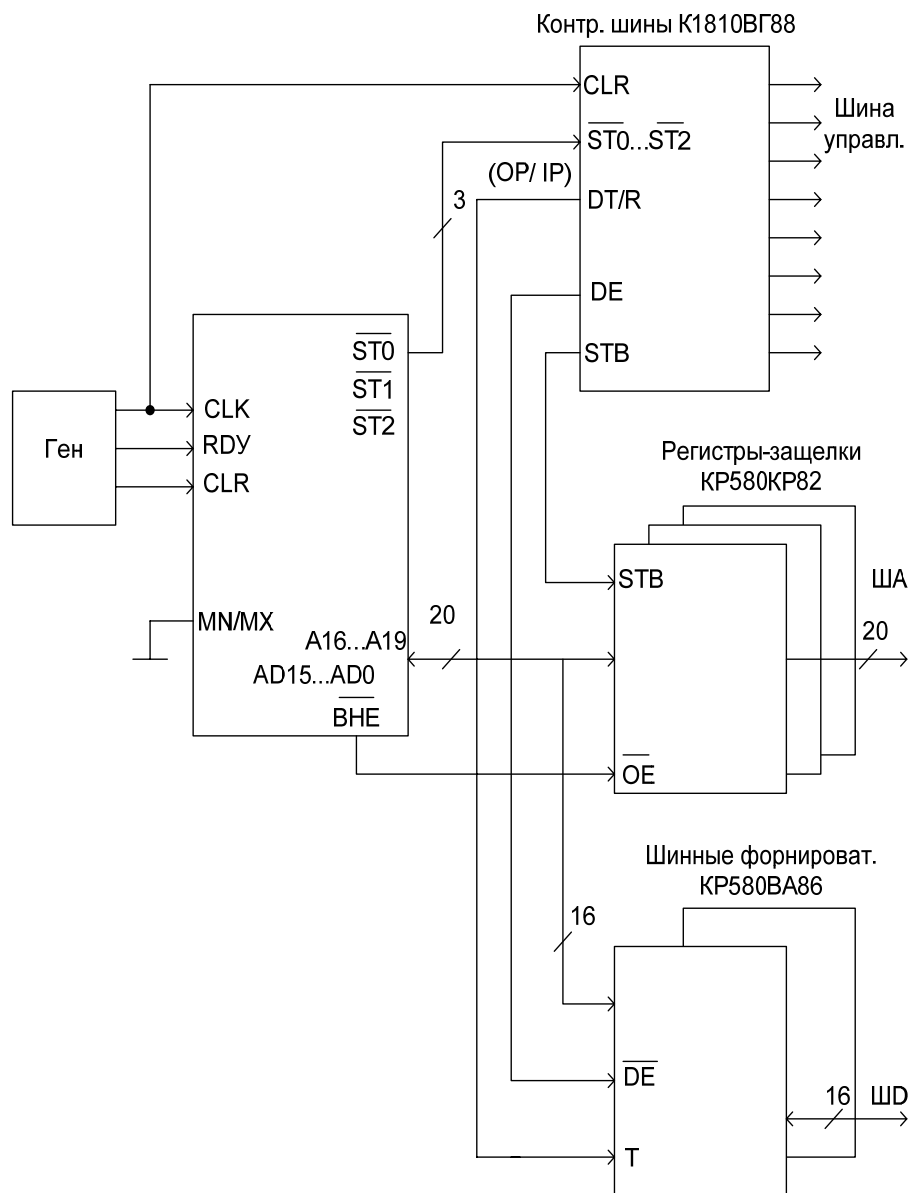 Контр. шины К1810ВГ88
CLR
ST0...ST2
(OP/ IP)
DT/R
DE
STB
Шина
управл.
3
ST0
ST1
ST2
Ген
CLK
RDУ
CLR
MN/MX
A16...A19
AD15...AD0
BHE
20
Регистры-защелки
КР580КР82
STB
OE
ША
20
Шинные форнироват.
КР580ВА86
16
DE
T
16
ШD